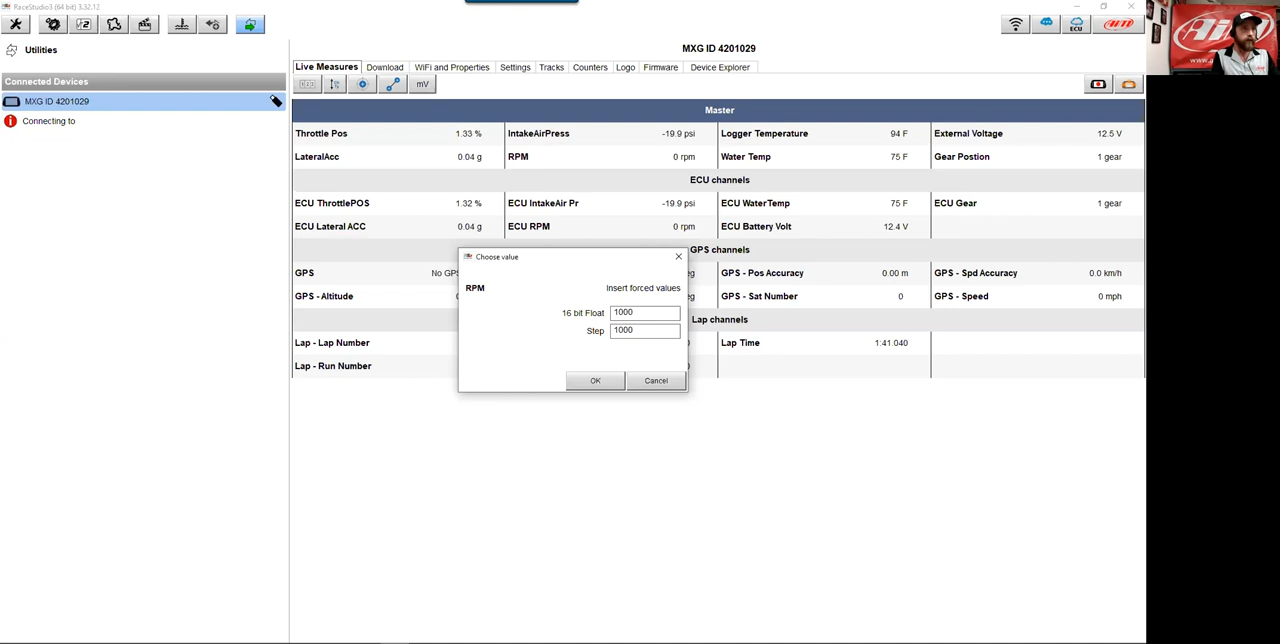 RaceStudio3 (64 bit) 3.32.12
ECU
AiM
Utilities
MXG ID 4201029
Connected Devices
Live Measures Download WiFi and Properties Settings Tracks Counters Logo Firmware Device Explorer
MXG ID 4201029
mV
Connecting to
Master
Throttle Pos 1.33 % IntakeAirPress -19.9 psi Logger Temperature 94 F External Voltage 12.5 V
LateralAcc 0.04 g RPM 0 rpm Water Temp 75 F Gear Postion 1 gear
ECU channels
ECU ThrottlePOS 1.32 % ECU IntakeAir Pr -19.9 psi ECU WaterTemp 75 F ECU Gear 1 gear
ECU Lateral ACC 0.04 g ECU RPM 0 rpm ECU Battery Volt 12.4 V
GPS channels
GPS No GPS GPS - Pos Accuracy 0.00 m GPS - Spd Accuracy 0.0 km/h
GPS - Altitude GPS - Sat Number 0 GPS - Speed 0 mph
Lap channels
Lap - Lap Number Lap Time 1:41.040
Lap - Run Number
Choose value
RPM Insert forced values
16 bit Float 1000
Step 1000
OK Cancel